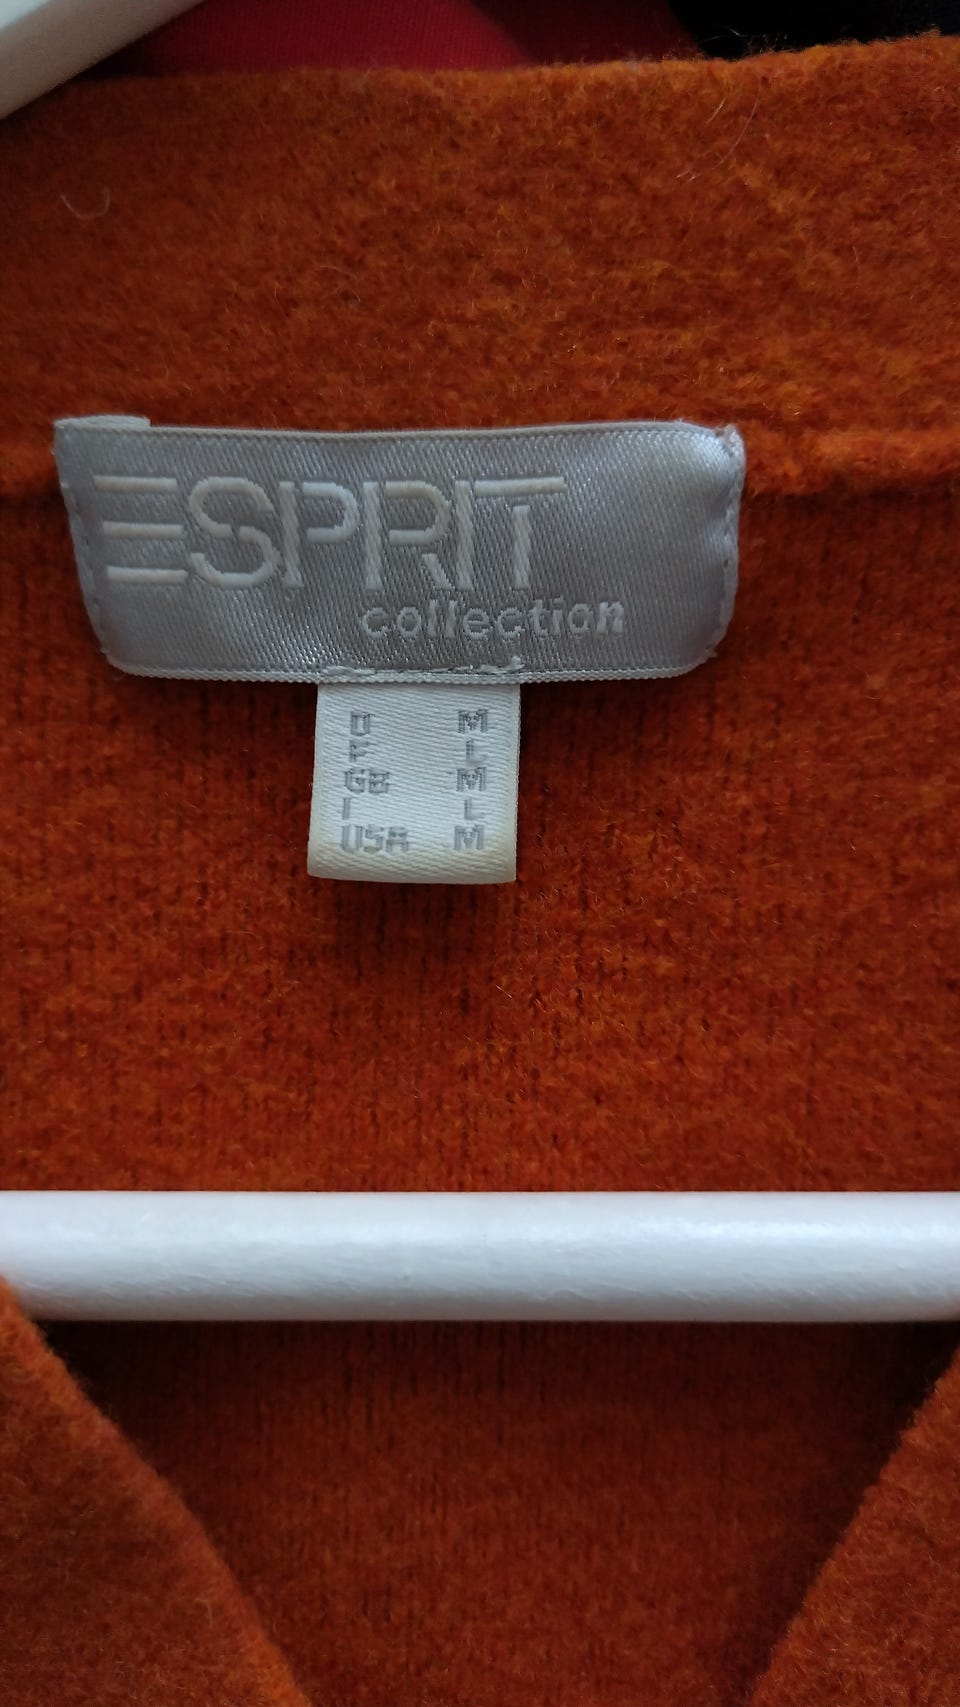 ESPRIT
collection
D M
F L
GB M
I L
USA M